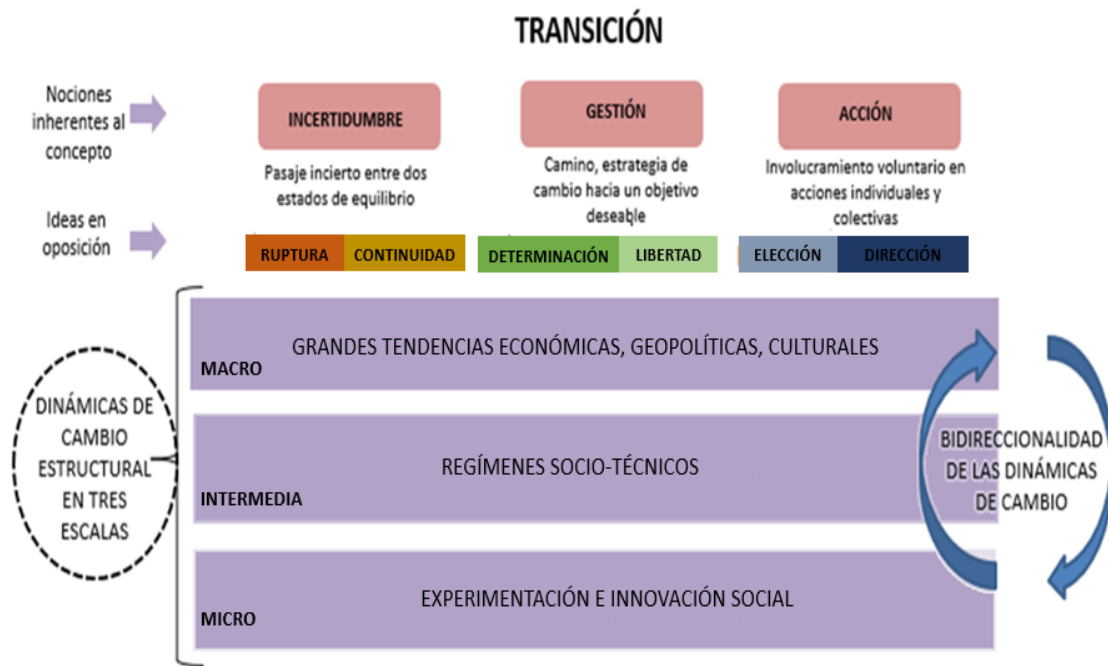 TRANSICIÓN
Nociones
inherentes al
concepto
INCERTIDUMBRE
GESTIÓN
ACCIÓN
Pasaje incierto entre dos
estados de equilibrio
Camino, estrategia de
cambio hacia un objetivo
deseable
Involucramiento voluntario en
acciones individuales y
colectivas
Ideas en
oposición
RUPTURA
CONTINUIDAD
DETERMINACIÓN
LIBERTAD
ELECCIÓN
DIRECCIÓN
DINÁMICAS DE
CAMBIO
ESTRUCTURAL
EN TRES
ESCALAS
GRANDES TENDENCIAS ECONÓMICAS, GEOPOLÍTICAS, CULTURALES
MACRO
REGÍMENES SOCIO-TÉCNICOS
INTERMEDIA
EXPERIMENTACIÓN E INNOVACIÓN SOCIAL
MICRO
BIDIRECCIONALIDAD
DE LAS DINÁMICAS
DE CAMBIO